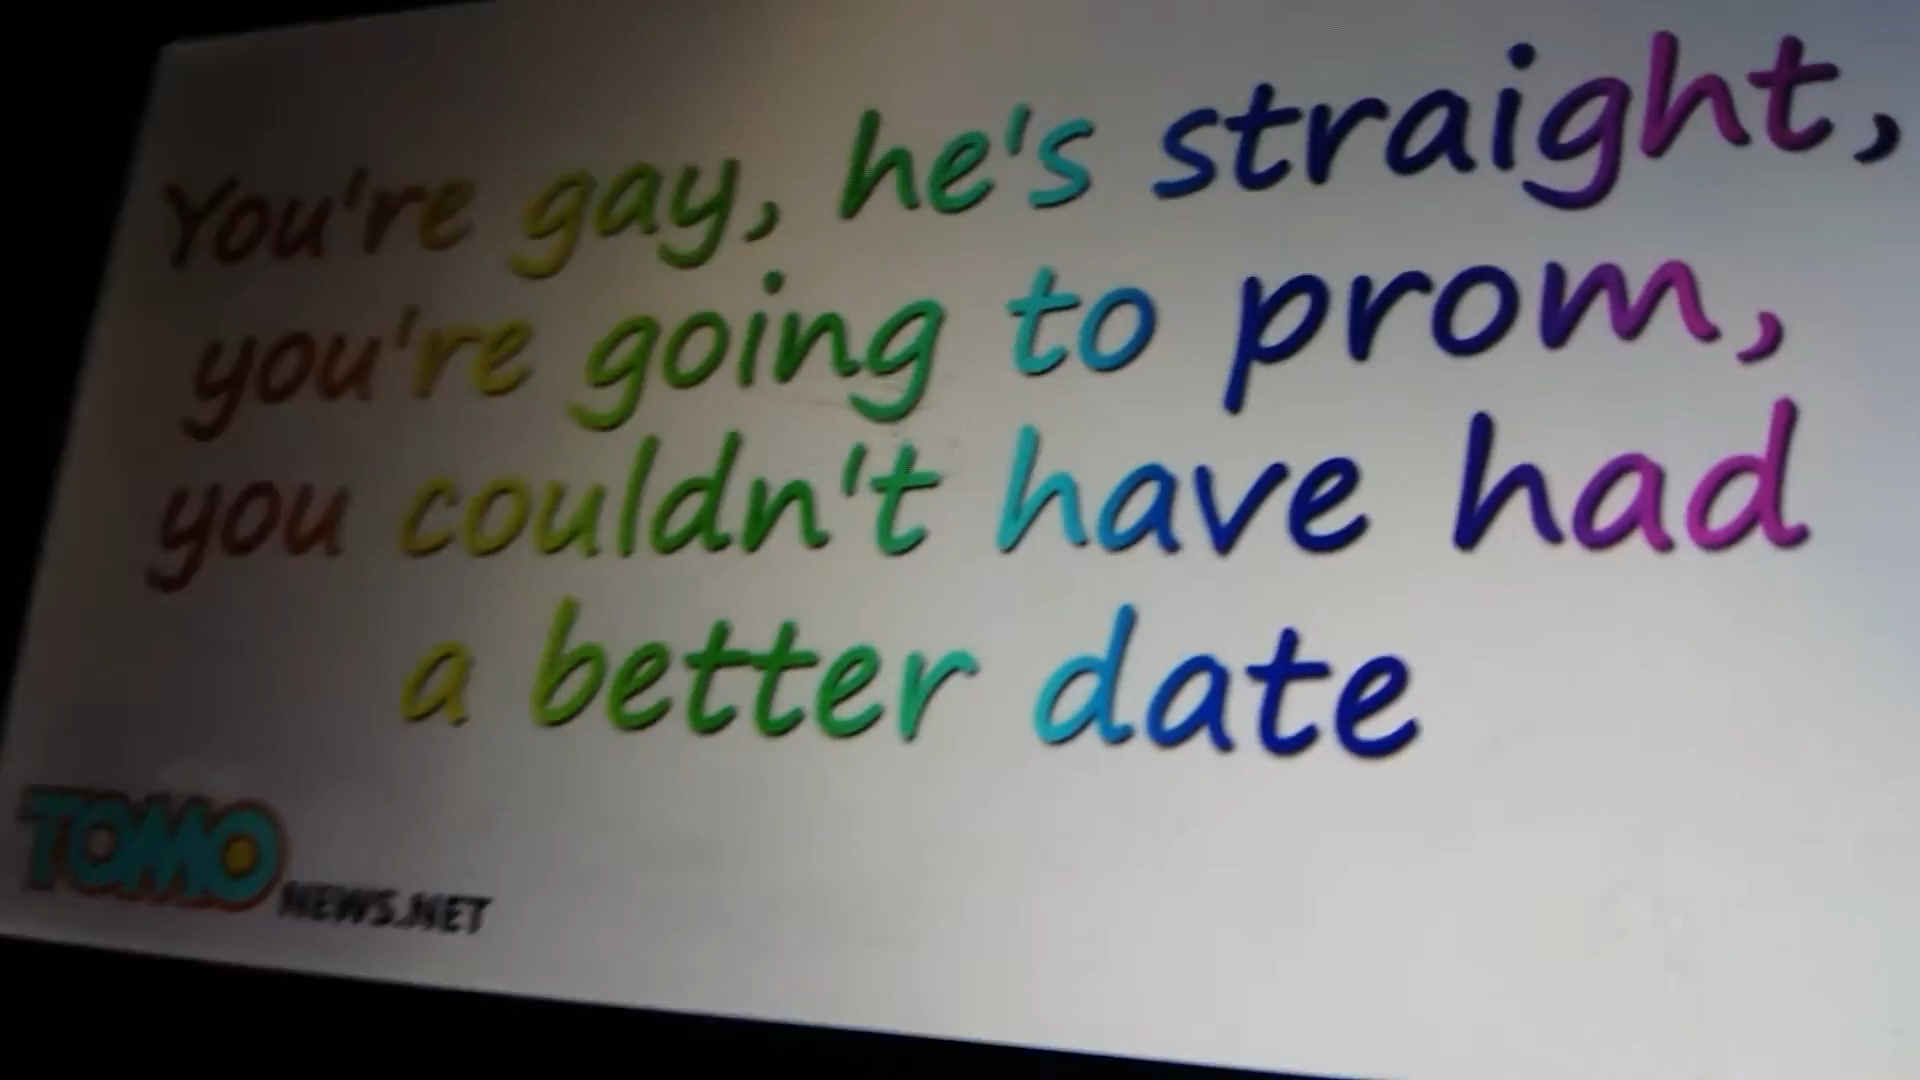 You're gay, he's straight,
you're going to prom,
you couldn't have had
a better date
TOMO
NEWS.NET